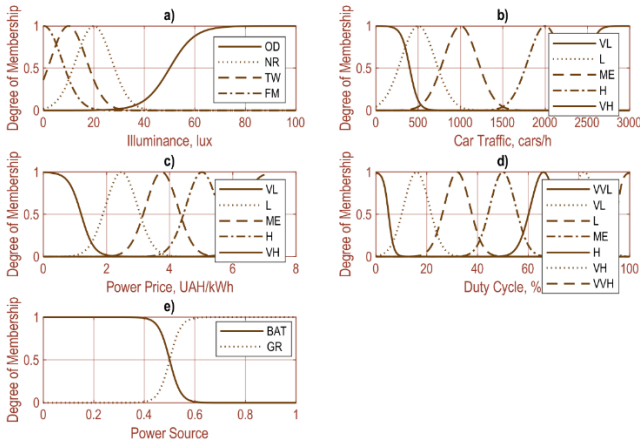 a)
Degree of Membership
1
0.5
0
0 20 40 60 80 100
Illuminance, lux
OD
NR
TW
FM
b)
Degree of Membership
1
0.5
0
0 500 1000 1500 2000 2500 3000
Car Traffic, cars/h
VL
L
ME
H
VH
c)
Degree of Membership
1
0.5
0
0 2 4 6 8
Power Price, UAH/kWh
VL
L
ME
H
VH
d)
Degree of Membership
1
0.5
0
0 20 40 60 80 100
Duty Cycle, %
VVL
VL
L
ME
H
VH
VVH
e)
Degree of Membership
1
0.5
0
0 0.2 0.4 0.6 0.8 1
Power Source
BAT
GR